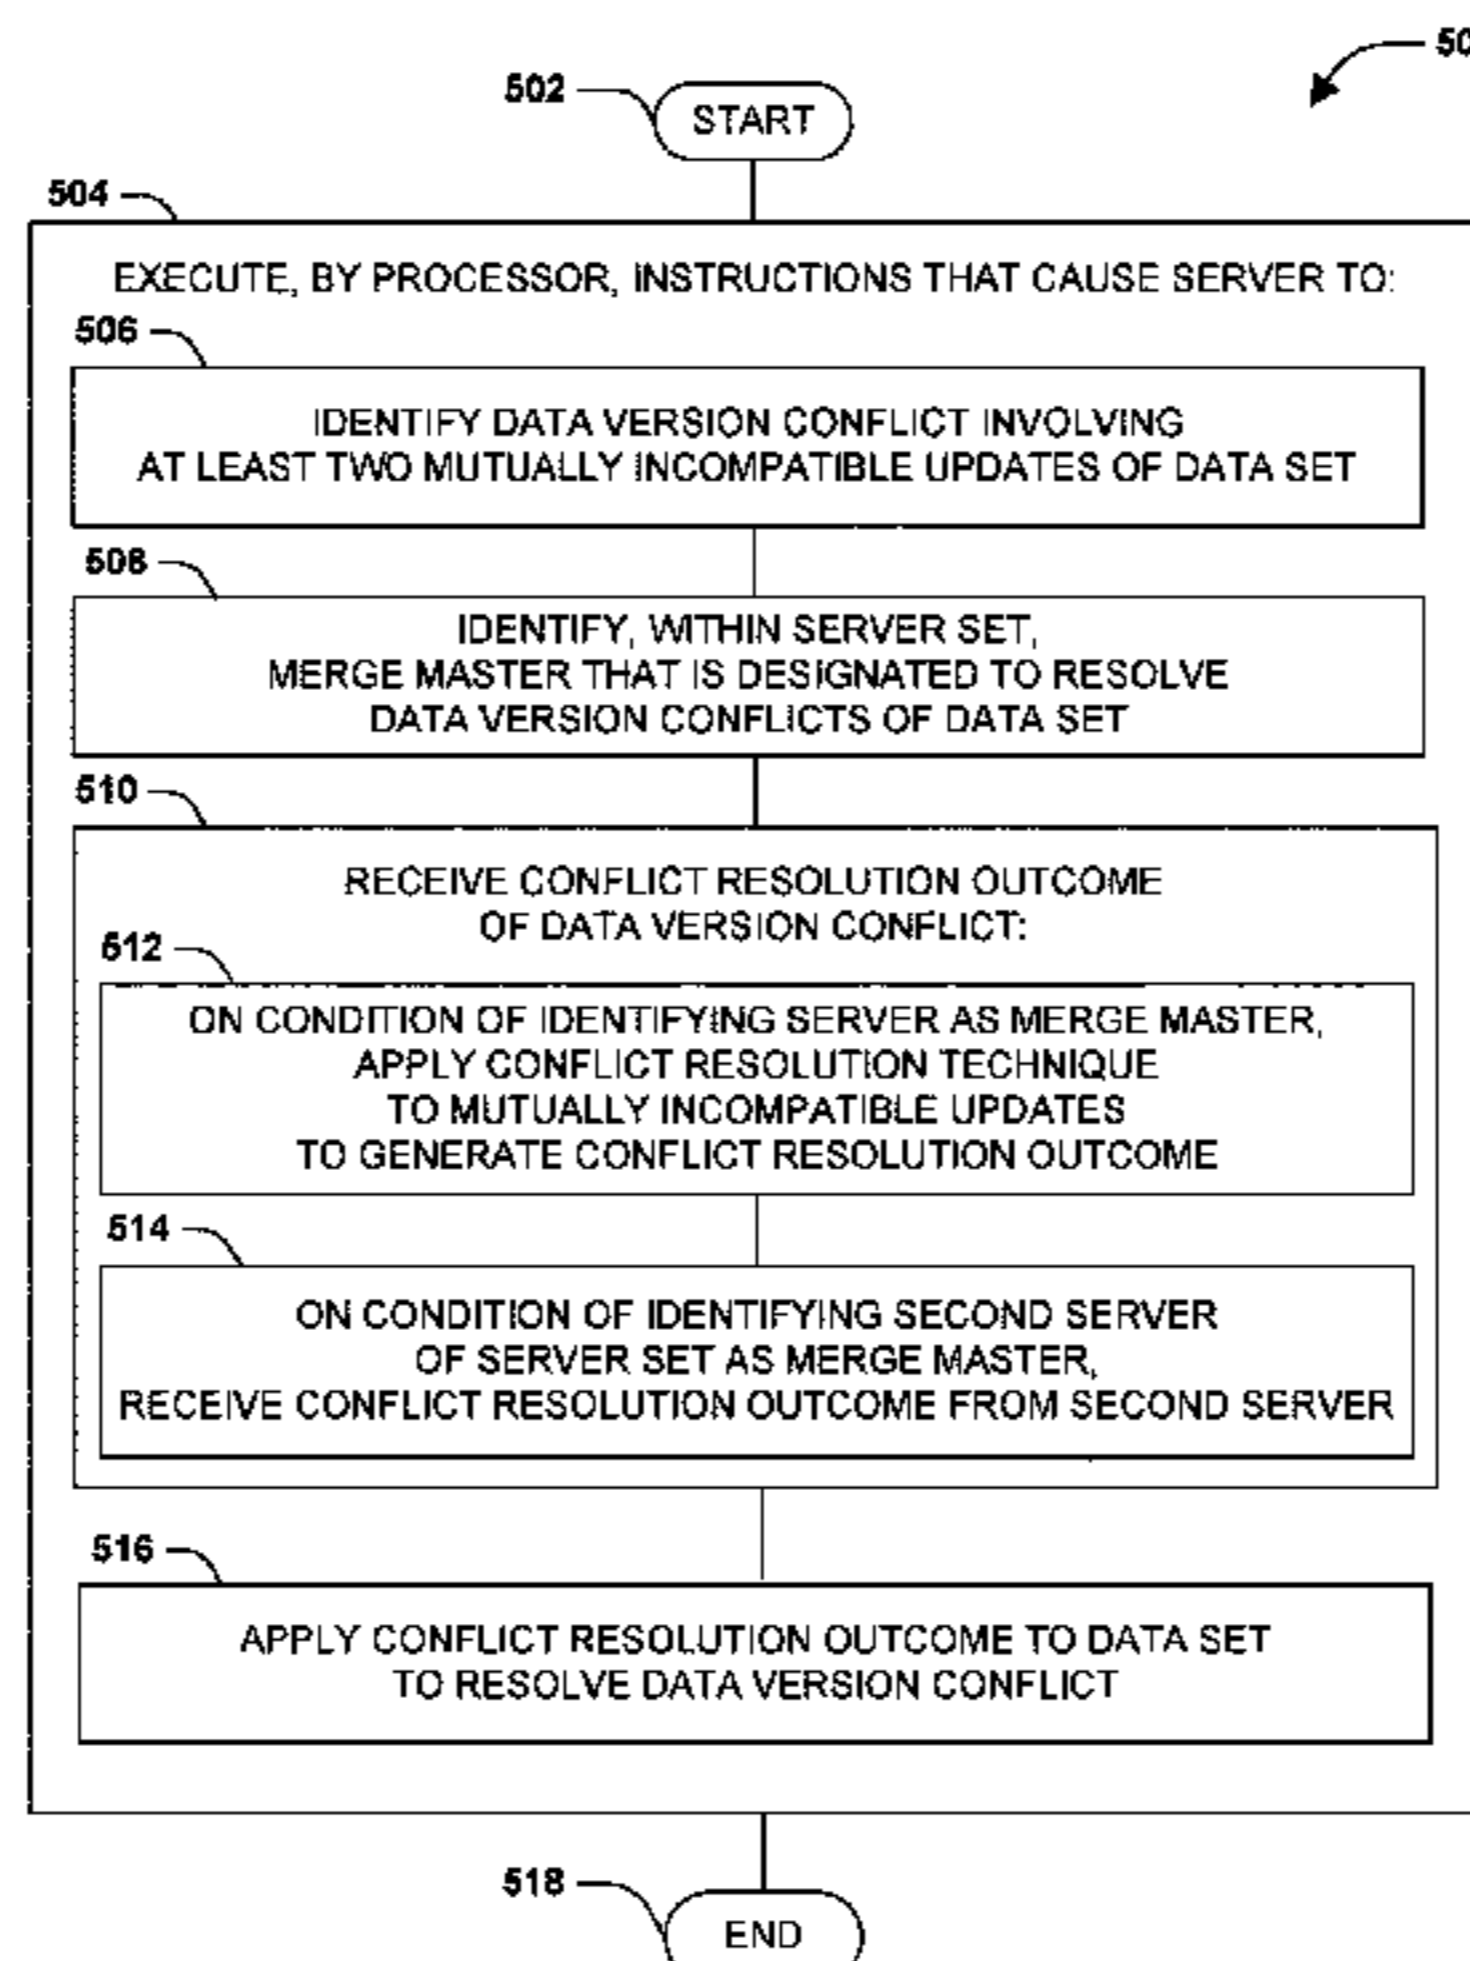 50
502
START
504
EXECUTE, BY PROCESSOR, INSTRUCTIONS THAT CAUSE SERVER TO:
506
IDENTIFY DATA VERSION CONFLICT INVOLVING
AT LEAST TWO MUTUALLY INCOMPATIBLE UPDATES OF DATA SET
508
IDENTIFY, WITHIN SERVER SET,
MERGE MASTER THAT IS DESIGNATED TO RESOLVE
DATA VERSION CONFLICTS OF DATA SET
510
RECEIVE CONFLICT RESOLUTION OUTCOME
OF DATA VERSION CONFLICT:
512
ON CONDITION OF IDENTIFYING SERVER AS MERGE MASTER,
APPLY CONFLICT RESOLUTION TECHNIQUE
TO MUTUALLY INCOMPATIBLE UPDATES
TO GENERATE CONFLICT RESOLUTION OUTCOME
514
ON CONDITION OF IDENTIFYING SECOND SERVER
OF SERVER SET AS MERGE MASTER,
RECEIVE CONFLICT RESOLUTION OUTCOME FROM SECOND SERVER
516
APPLY CONFLICT RESOLUTION OUTCOME TO DATA SET
TO RESOLVE DATA VERSION CONFLICT
518
END